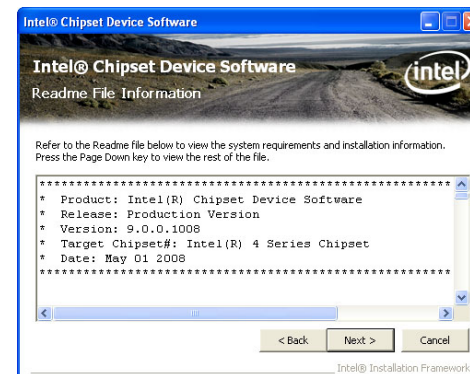 Intel® Chipset Device Software
Intel® Chipset Device Software
Readme File Information
intel
Refer to the Readme file below to view the system requirements and installation information.
Press the Page Down key to view the rest of the file.
********************************************************
* Product: Intel(R) Chipset Device Software
* Release: Production Version
* Version: 9.0.0.1008
* Target Chipset#: Intel(R) 4 Series Chipset
* Date: May 01 2008
********************************************************
< Back Next > Cancel
Intel® Installation Framework